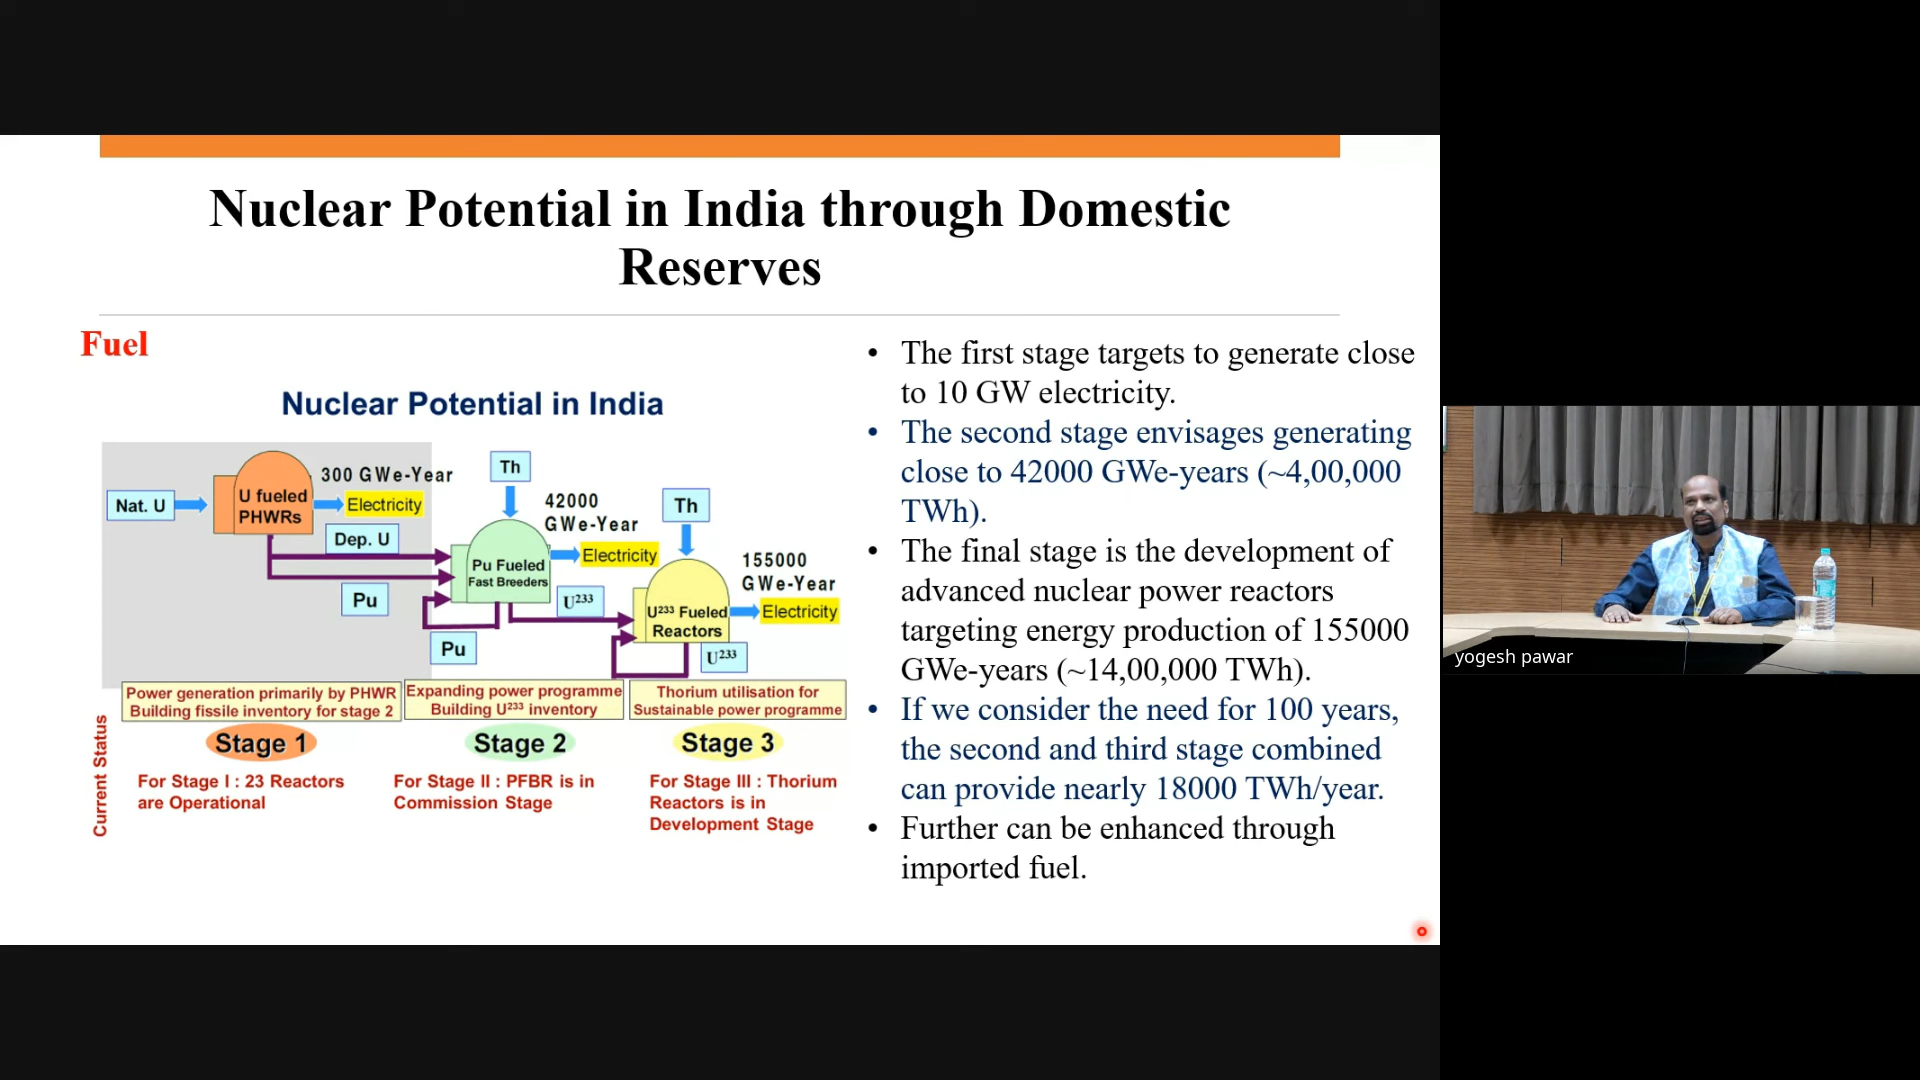 Nuclear Potential in India through Domestic
Reserves
Fuel
Nuclear Potential in India
Nat. U
U fueled
PHWRs
300 GWe-Year
Electricity
Dep. U
Pu
Th
42000
GWe-Year
Pu Fueled
Fast Breeders
Electricity
Pu
U²³³
Th
155000
GWe-Year
U²³³ Fueled
Reactors
Electricity
U²³³
Power generation primarily by PHWR
Building fissile inventory for stage 2
Expanding power programme
Building U²³³ inventory
Thorium utilisation for
Sustainable power programme
Stage 1
Stage 2
Stage 3
Current Status
For Stage I : 23 Reactors
are Operational
For Stage II : PFBR is in
Commission Stage
For Stage III : Thorium
Reactors is in
Development Stage
• The first stage targets to generate close
to 10 GW electricity.
• The second stage envisages generating
close to 42000 GWe-years (~4,00,000
TWh).
• The final stage is the development of
advanced nuclear power reactors
targeting energy production of 155000
GWe-years (~14,00,000 TWh).
• If we consider the need for 100 years,
the second and third stage combined
can provide nearly 18000 TWh/year.
• Further can be enhanced through
imported fuel.
yogesh pawar